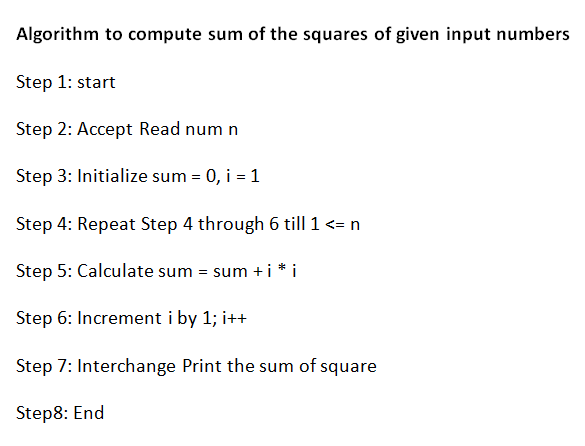 Algorithm to compute sum of the squares of given input numbers
Step 1: start
Step 2: Accept Read num n
Step 3: Initialize sum = 0, i = 1
Step 4: Repeat Step 4 through 6 till 1 <= n
Step 5: Calculate sum = sum + i * i
Step 6: Increment i by 1; i++
Step 7: Interchange Print the sum of square
Step8: End